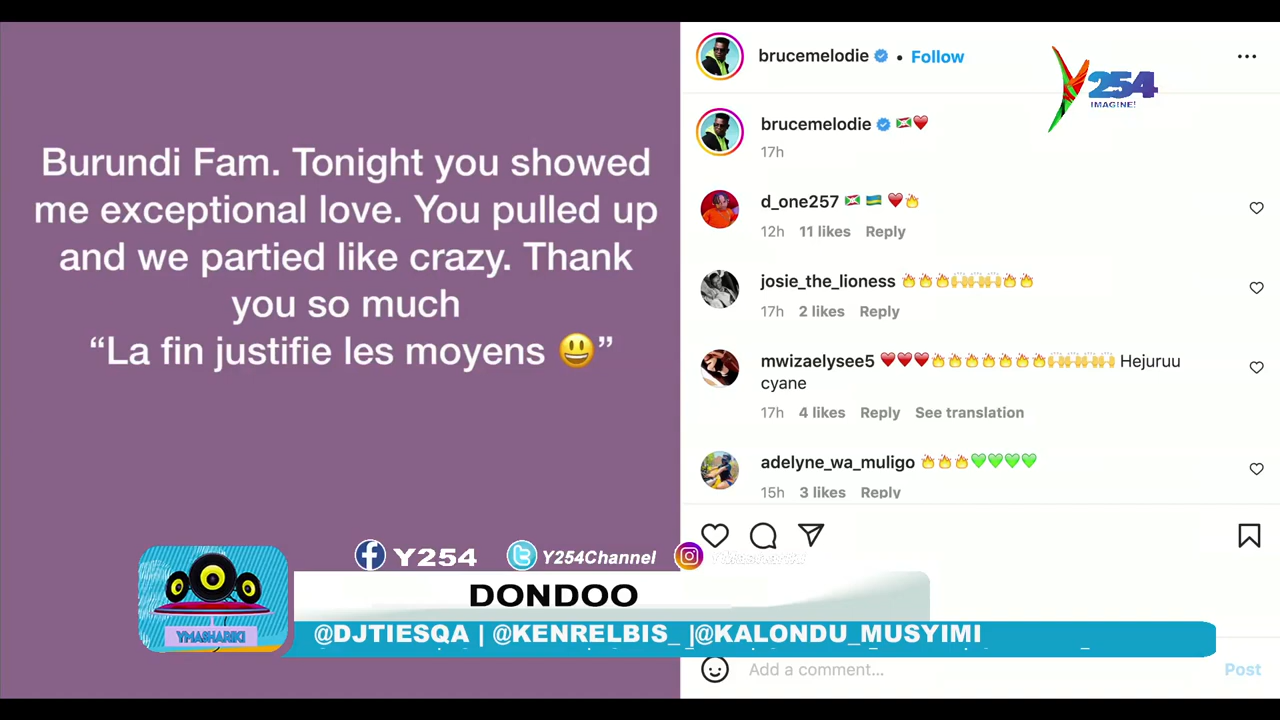 Burundi Fam. Tonight you showed
me exceptional love. You pulled up
and we partied like crazy. Thank
you so much
“La fin justifie les moyens 😃”
brucemelodie • Follow
Y254
IMAGINE!
brucemelodie 🇧🇮❤️
17h
d_one257 🇧🇮 🇷🇼 ❤️🔥
12h 11 likes Reply
josie_the_lioness 🔥🔥🔥🙌🙌🙌🔥🔥
17h 2 likes Reply
mwizaelysee5 ❤️❤️❤️🔥🔥🔥🔥🔥🔥🔥🙌🙌🙌🙌 Hejuruu
cyane
17h 4 likes Reply See translation
adelyne_wa_muligo 🔥🔥🔥💚💚💚💚
15h 3 likes Reply
Y254 Y254Channel
YMASHARIKI
DONDOO
@DJTIESQA | @KENRELBIS_ |@KALONDU_MUSYIMI
Add a comment... Post